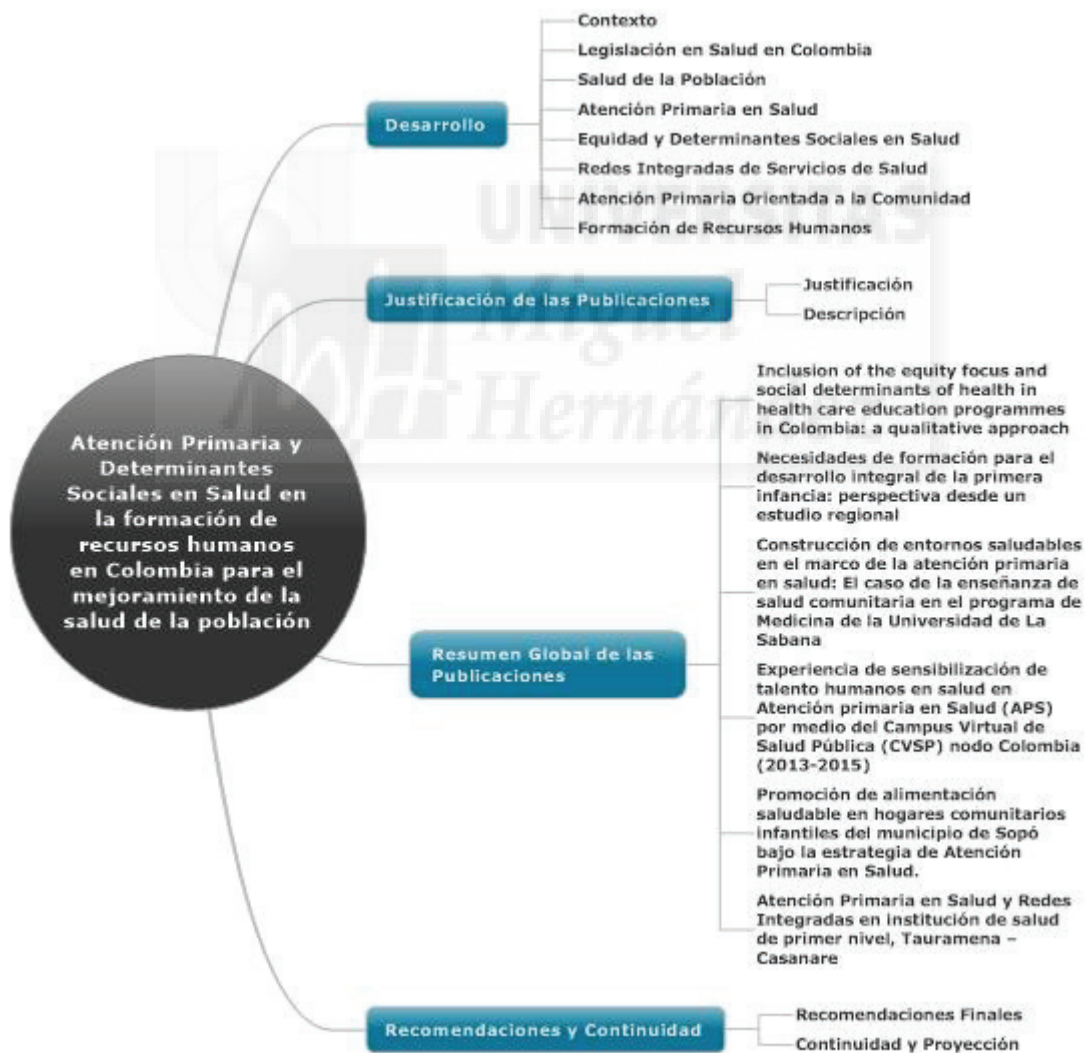 Atención Primaria y
Determinantes
Sociales en Salud en
la formación de
recursos humanos
en Colombia para el
mejoramiento de la
salud de la población
Desarrollo
Contexto
Legislación en Salud en Colombia
Salud de la Población
Atención Primaria en Salud
Equidad y Determinantes Sociales en Salud
Redes Integradas de Servicios de Salud
Atención Primaria Orientada a la Comunidad
Formación de Recursos Humanos
Justificación de las Publicaciones
Justificación
Descripción
Resumen Global de las
Publicaciones
Inclusion of the equity focus and
social determinants of health in
health care education programmes
in Colombia: a qualitative approach
Necesidades de formación para el
desarrollo integral de la primera
infancia: perspectiva desde un
estudio regional
Construcción de entornos saludables
en el marco de la atención primaria
en salud: El caso de la enseñanza de
salud comunitaria en el programa de
Medicina de la Universidad de La
Sabana
Experiencia de sensibilización de
talento humanos en salud en
Atención primaria en Salud (APS)
por medio del Campus Virtual de
Salud Pública (CVSP) nodo Colombia
(2013-2015)
Promoción de alimentación
saludable en hogares comunitarios
infantiles del municipio de Sopó
bajo la estrategia de Atención
Primaria en Salud.
Atención Primaria en Salud y Redes
Integradas en institución de salud
de primer nivel, Tauramena –
Casanare
Recomendaciones y Continuidad
Recomendaciones Finales
Continuidad y Proyección
UNIVERSITAS
Miguel
Hernández